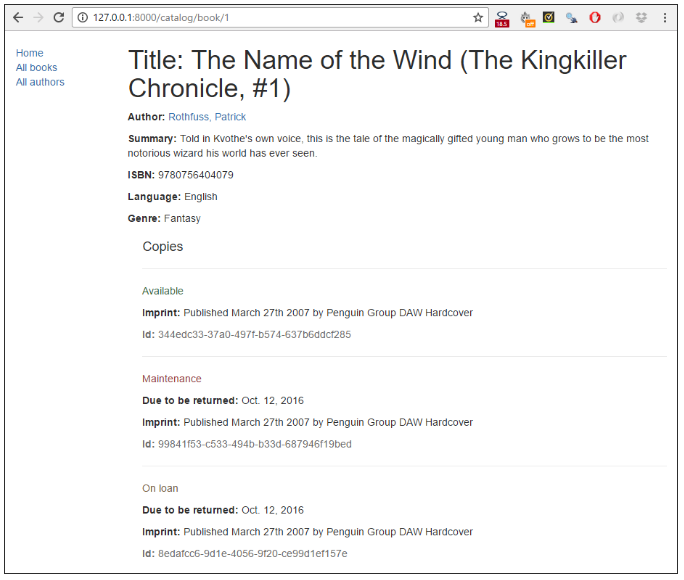 127.0.0.1:8000/catalog/book/1
18.5
off
Home
All books
All authors
Title: The Name of the Wind (The Kingkiller
Chronicle, #1)
Author: Rothfuss, Patrick
Summary: Told in Kvothe's own voice, this is the tale of the magically gifted young man who grows to be the most
notorious wizard his world has ever seen.
ISBN: 9780756404079
Language: English
Genre: Fantasy
Copies
Available
Imprint: Published March 27th 2007 by Penguin Group DAW Hardcover
Id: 344edc33-37a0-497f-b574-637b6ddcf285
Maintenance
Due to be returned: Oct. 12, 2016
Imprint: Published March 27th 2007 by Penguin Group DAW Hardcover
Id: 99841f53-c533-494b-b33d-687946f19bed
On loan
Due to be returned: Oct. 12, 2016
Imprint: Published March 27th 2007 by Penguin Group DAW Hardcover
Id: 8edafcc6-9d1e-4056-9f20-ce99d1ef157e